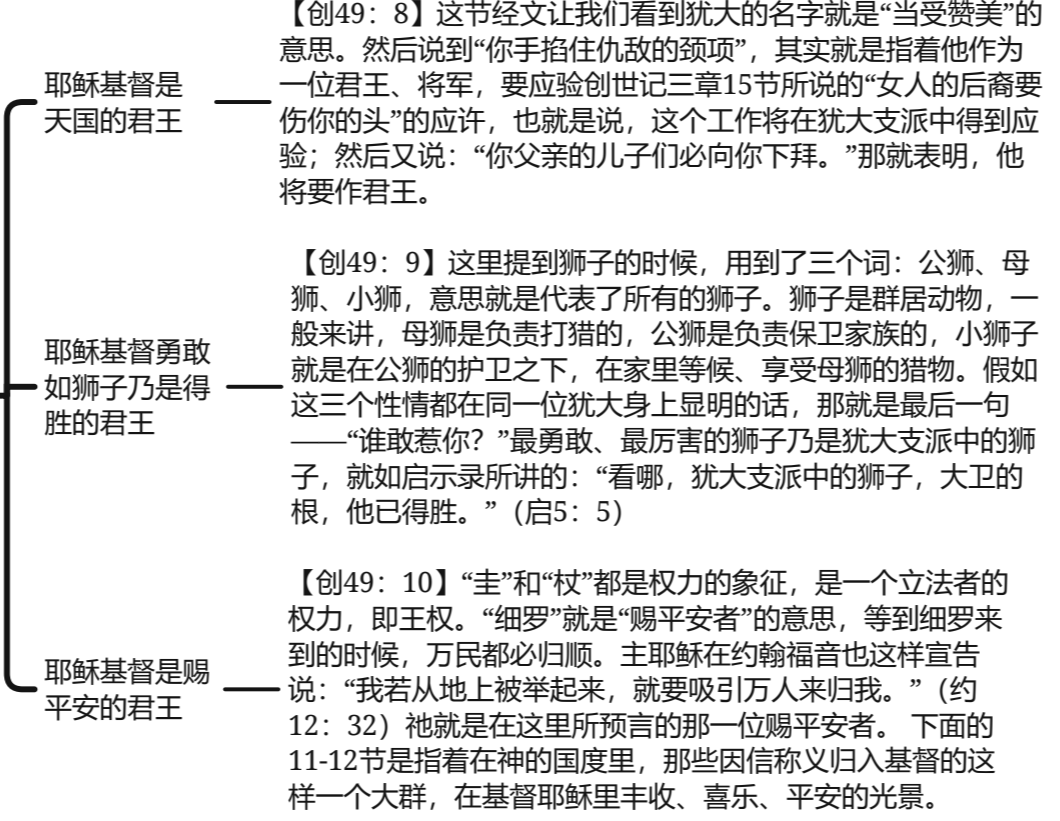 耶稣基督是
天国的君王
【创49：8】这节经文让我们看到犹大的名字就是“当受赞美”的
意思。然后说到“你手掐住仇敌的颈项”，其实就是指着他作为
一位君王、将军，要应验创世记三章15节所说的“女人的后裔要
伤你的头”的应许，也就是说，这个工作将在犹大支派中得到应
验；然后又说：“你父亲的儿子们必向你下拜。”那就表明，他
将要作君王。
耶稣基督勇敢
如狮子乃是得
胜的君王
【创49：9】这里提到狮子的时候，用到了三个词：公狮、母
狮、小狮，意思就是代表了所有的狮子。狮子是群居动物，一
般来讲，母狮是负责打猎的，公狮是负责保卫家族的，小狮子
就是在公狮的护卫之下，在家里等候、享受母狮的猎物。假如
这三个性情都在同一位犹大身上显明的话，那就是最后一句
——“谁敢惹你？”最勇敢、最厉害的狮子乃是犹大支派中的狮
子，就如启示录所讲的：“看哪，犹大支派中的狮子，大卫的
根，他已得胜。”（启5：5）
耶稣基督是赐
平安的君王
【创49：10】“圭”和“杖”都是权力的象征，是一个立法者的
权力，即王权。“细罗”就是“赐平安者”的意思，等到细罗来
到的时候，万民都必归顺。主耶稣在约翰福音也这样宣告
说：“我若从地上被举起来，就要吸引万人来归我。”（约
12：32）祂就是在这里所预言的那一位赐平安者。 下面的
11-12节是指着在神的国度里，那些因信称义归入基督的这
样一个大群，在基督耶稣里丰收、喜乐、平安的光景。